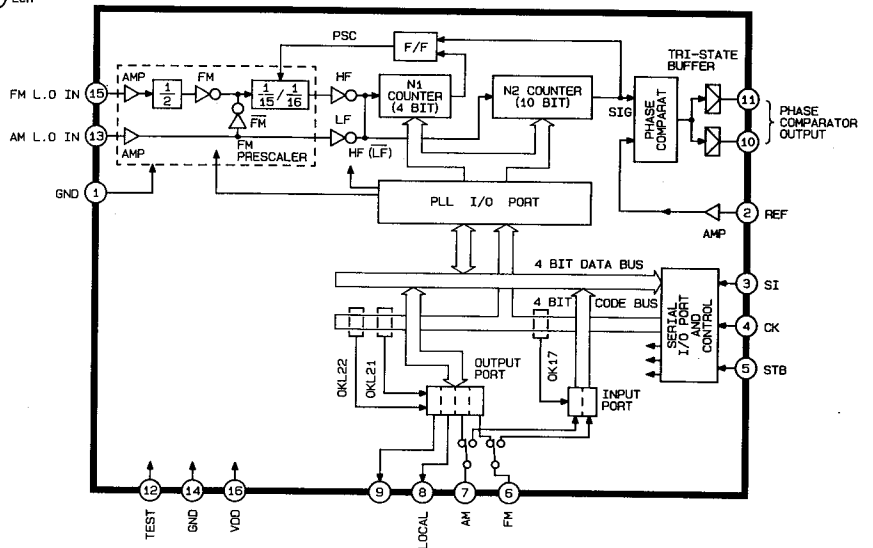 PSC
F/F
TRI-STATE
BUFFER
AMP
FM
HF
FM L.O IN 15
1/2
1/15 / 1/16
N1
COUNTER
(4 BIT)
N2 COUNTER
(10 BIT)
SIG
PHASE
COMPARAT
11
PHASE
COMPARATOR
OUTPUT
10
FM
LF
AM L.O IN 13
AMP
FM
PRESCALER
HF
(LF)
GND 1
PLL I/O PORT
AMP
2 REF
4 BIT DATA BUS
3 SI
4 BIT CODE BUS
SERIAL
I/O PORT
AND
CONTROL
4 CK
5 STB
OKL22
OKL21
OUTPUT
PORT
OK17
INPUT
PORT
12 14 16 9 8 7 6
TEST
GND
VDD
LOCAL
AM
FM